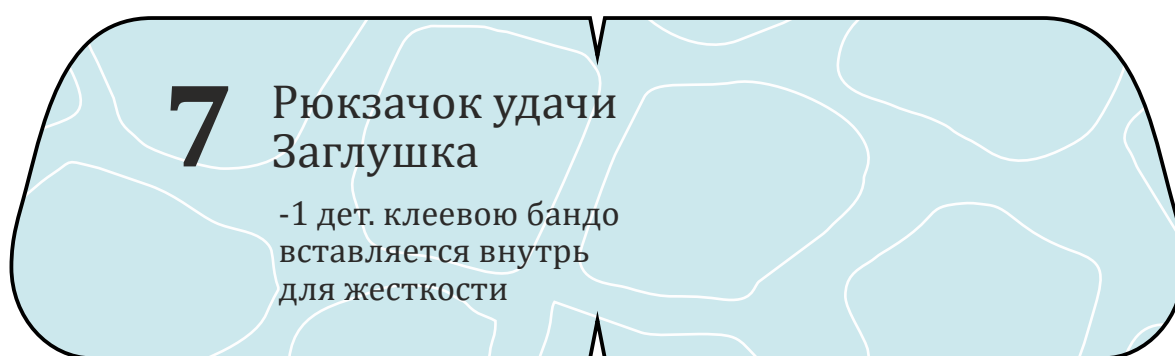 7
Рюкзачок удачи
Заглушка
-1 дет. клеевою бандо
вставляется внутрь
для жесткости